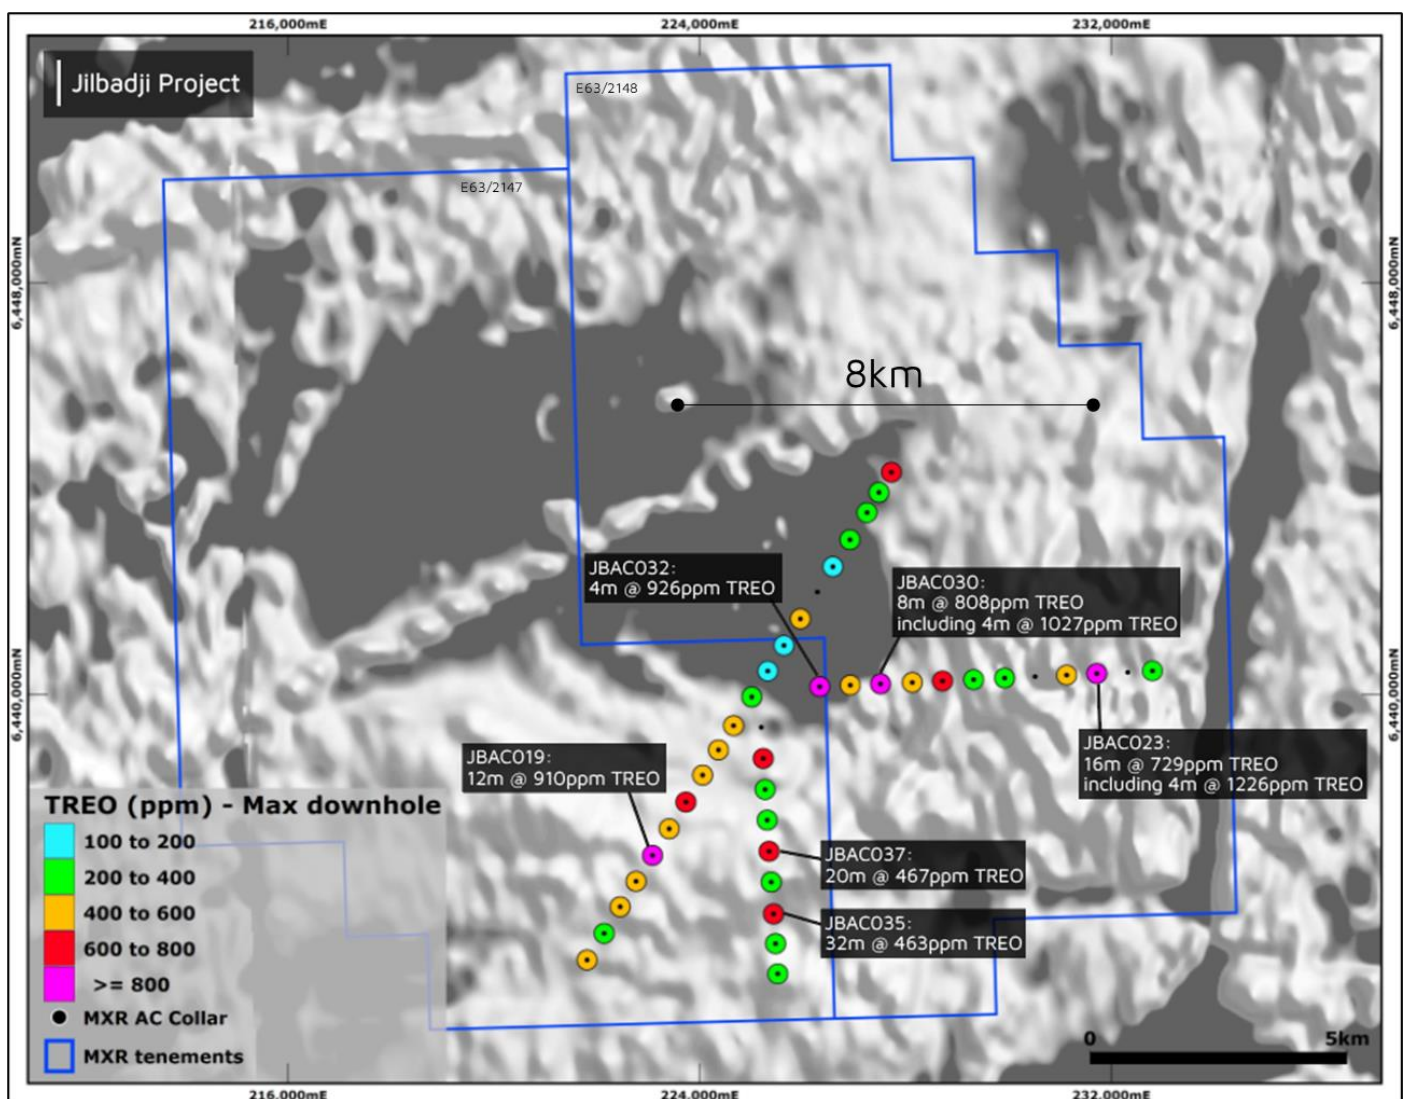 216,000mE
224,000mE
232,000mE
Jilbadji Project
E63/2148
E63/2147
6,448,000mN
6,448,000mN
8km
JBAC032:
4m @ 926ppm TREO
JBAC030:
8m @ 808ppm TREO
including 4m @ 1027ppm TREO
6,440,000mN
6,440,000mN
JBAC019:
12m @ 910ppm TREO
JBAC023:
16m @ 729ppm TREO
including 4m @ 1226ppm TREO
JBAC037:
20m @ 467ppm TREO
JBAC035:
32m @ 463ppm TREO
TREO (ppm) - Max downhole
100 to 200
200 to 400
400 to 600
600 to 800
>= 800
MXR AC Collar
MXR tenements
0
5km
216,000mE
224,000mE
232,000mE